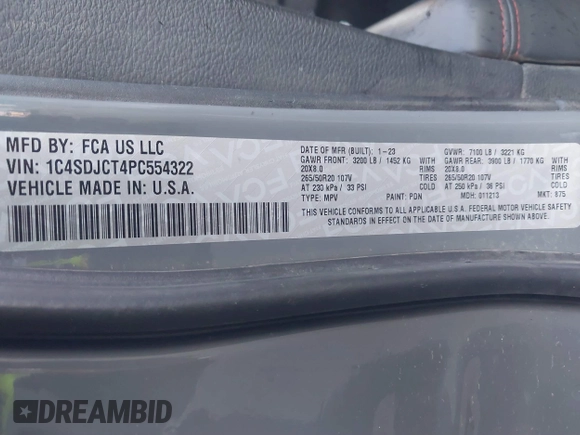 MFD BY: FCA US LLC
VIN: 1C4SDJCT4PC554322
VEHICLE MADE IN: U.S.A.
DATE OF MFR (BUILT): 1-23 GVWR: 7100 LB / 3221 KG
GAWR FRONT: 3200 LB / 1452 KG WITH GAWR REAR: 3900 LB / 1770 KG WITH
20X8.0 RIMS 20X8.0 RIMS
265/50R20 107V TIRES 265/50R20 107V TIRES
AT 230 kPa / 33 PSI COLD AT 250 kPa / 36 PSI COLD
TYPE: MPV PAINT: PDN MDH: 011213 MKT: 875
THIS VEHICLE CONFORMS TO ALL APPLICABLE U.S.A. FEDERAL MOTOR VEHICLE SAFETY
STANDARDS IN EFFECT ON THE DATE OF MANUFACTURE SHOWN ABOVE.
DREAMBID